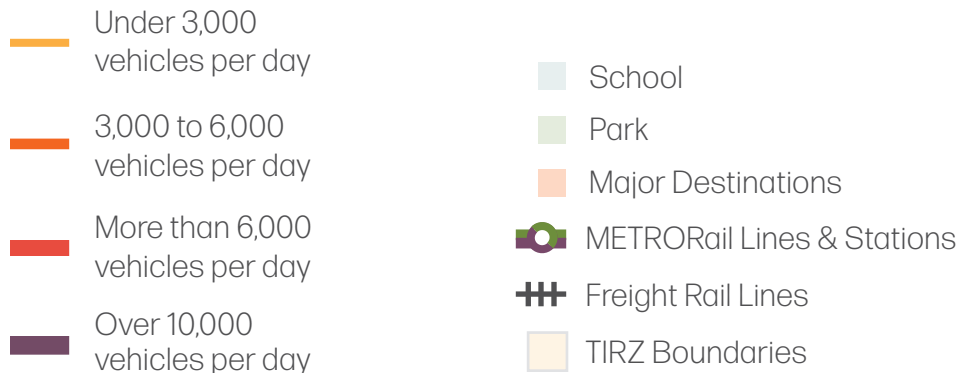 Under 3,000
vehicles per day
3,000 to 6,000
vehicles per day
More than 6,000
vehicles per day
Over 10,000
vehicles per day
School
Park
Major Destinations
METRORail Lines & Stations
Freight Rail Lines
TIRZ Boundaries